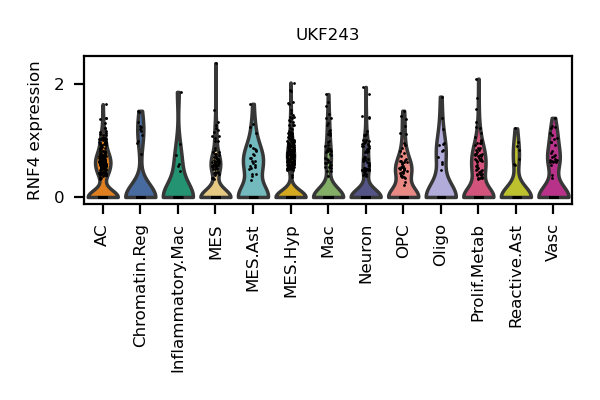 UKF243
RNF4 expression
2
0
AC
Chromatin.Reg
Inflammatory.Mac
MES
MES.Ast
MES.Hyp
Mac
Neuron
OPC
Oligo
Prolif.Metab
Reactive.Ast
Vasc